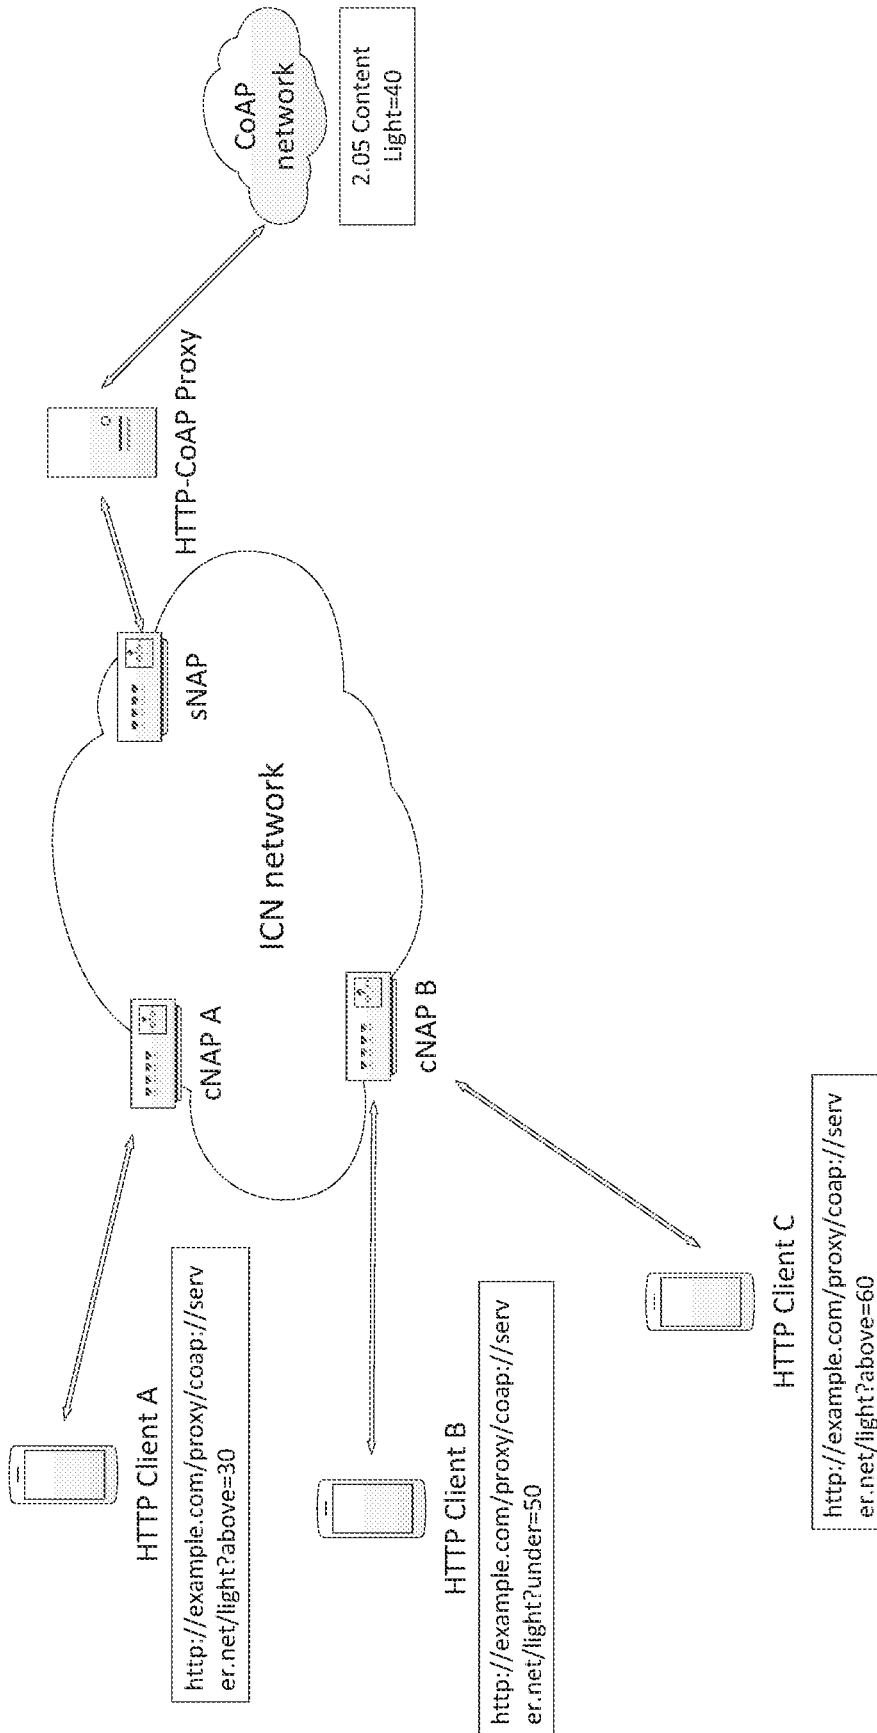 HTTP Client A
http://example.com/proxy/coap://serv
er.net/light?above=30
HTTP Client B
http://example.com/proxy/coap://serv
er.net/light?under=50
HTTP Client C
http://example.com/proxy/coap://serv
er.net/light?above=60
cNAP A
cNAP B
ICN network
sNAP
HTTP-CoAP Proxy
CoAP
network
2.05 Content
Light=40